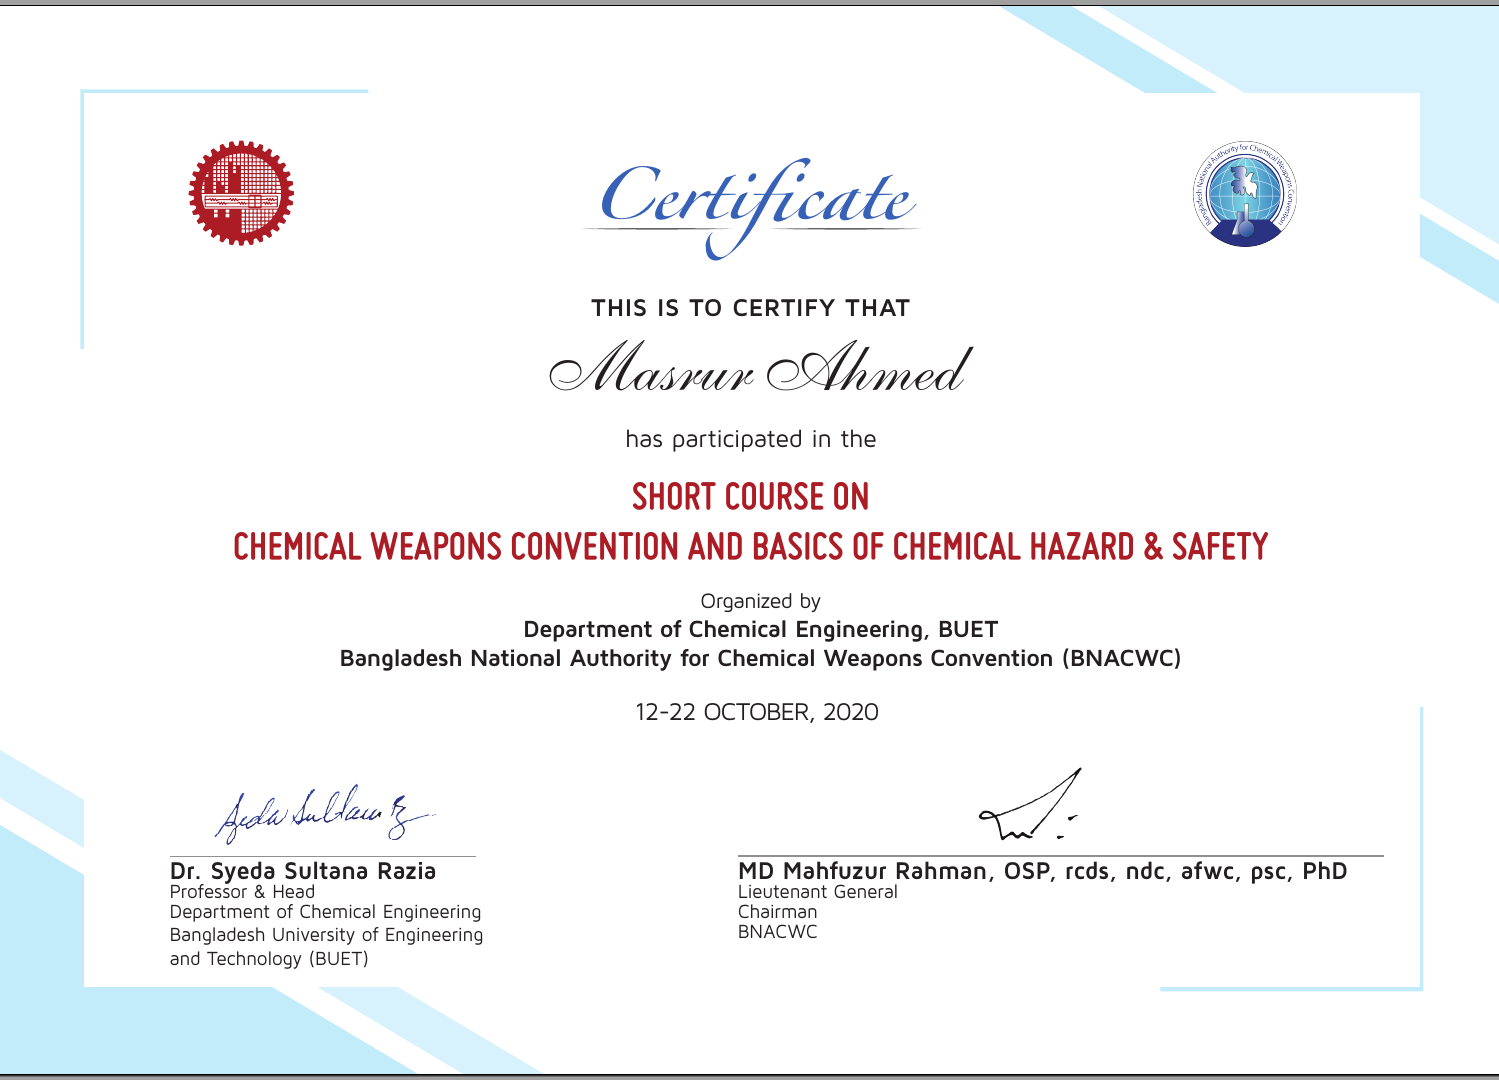 Bangladesh National Authority for Chemical Weapons Convention
Certificate
THIS IS TO CERTIFY THAT
Masrur Ahmed
has participated in the
SHORT COURSE ON
CHEMICAL WEAPONS CONVENTION AND BASICS OF CHEMICAL HAZARD & SAFETY
Organized by
Department of Chemical Engineering, BUET
Bangladesh National Authority for Chemical Weapons Convention (BNACWC)
12-22 OCTOBER, 2020
Dr. Syeda Sultana Razia
Professor & Head
Department of Chemical Engineering
Bangladesh University of Engineering
and Technology (BUET)
MD Mahfuzur Rahman, OSP, rcds, ndc, afwc, psc, PhD
Lieutenant General
Chairman
BNACWC